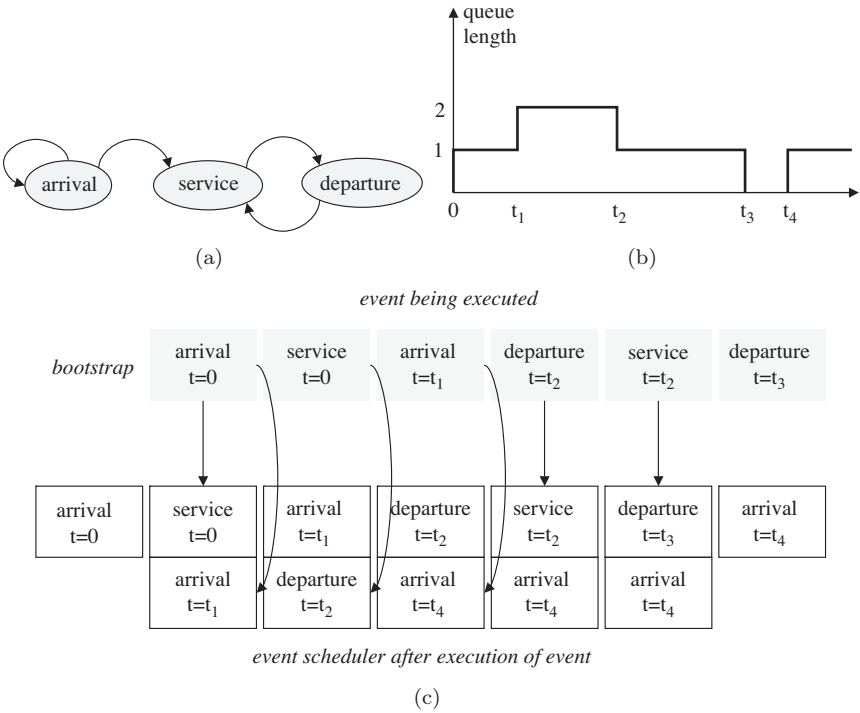 queue
length
2
1
arrival
service
departure
0
t₁
t₂
t₃
t₄
(a)
(b)
event being executed
bootstrap
arrival
t=0
service
t=0
arrival
t=t₁
departure
t=t₂
service
t=t₂
departure
t=t₃
arrival
t=0
service
t=0
arrival
t=t₁
departure
t=t₂
service
t=t₂
departure
t=t₃
arrival
t=t₄
arrival
t=t₁
departure
t=t₂
arrival
t=t₄
arrival
t=t₄
arrival
t=t₄
event scheduler after execution of event
(c)